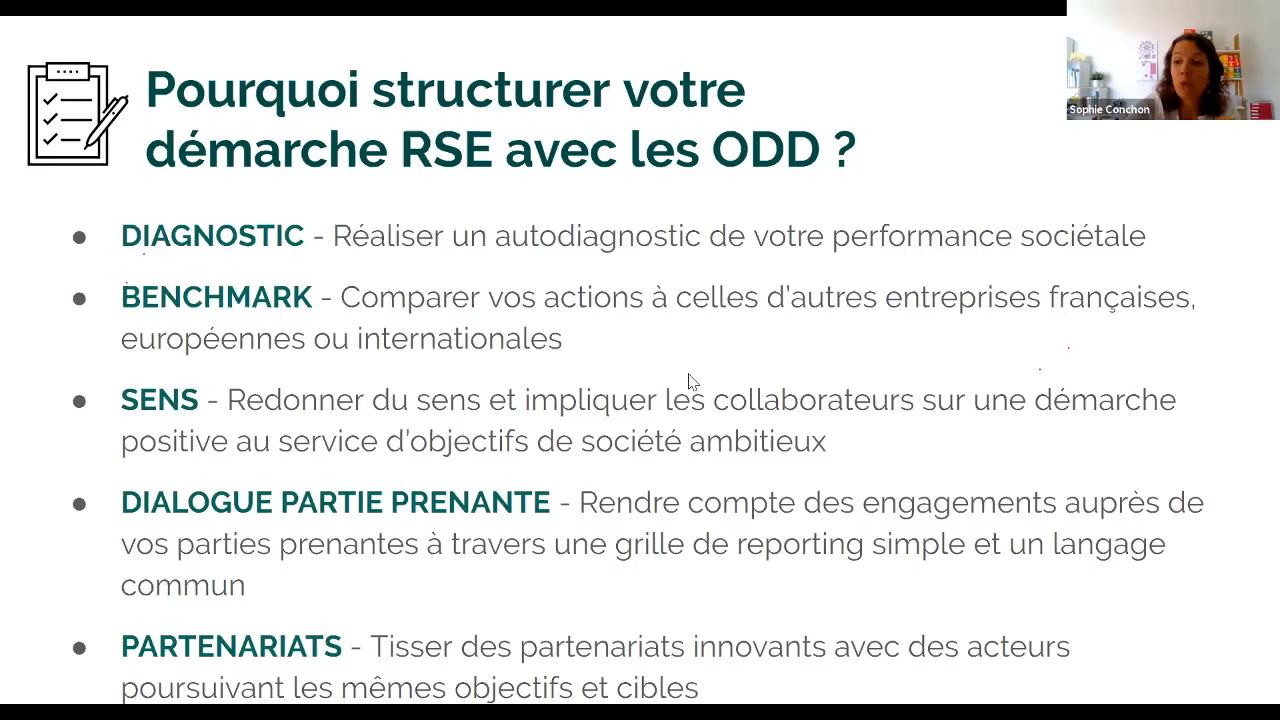 Pourquoi structurer votre
démarche RSE avec les ODD ?
Sophie Conchon
● DIAGNOSTIC - Réaliser un autodiagnostic de votre performance sociétale
● BENCHMARK - Comparer vos actions à celles d'autres entreprises françaises,
européennes ou internationales
● SENS - Redonner du sens et impliquer les collaborateurs sur une démarche
positive au service d'objectifs de société ambitieux
● DIALOGUE PARTIE PRENANTE - Rendre compte des engagements auprès de
vos parties prenantes à travers une grille de reporting simple et un langage
commun
● PARTENARIATS - Tisser des partenariats innovants avec des acteurs
poursuivant les mêmes objectifs et cibles